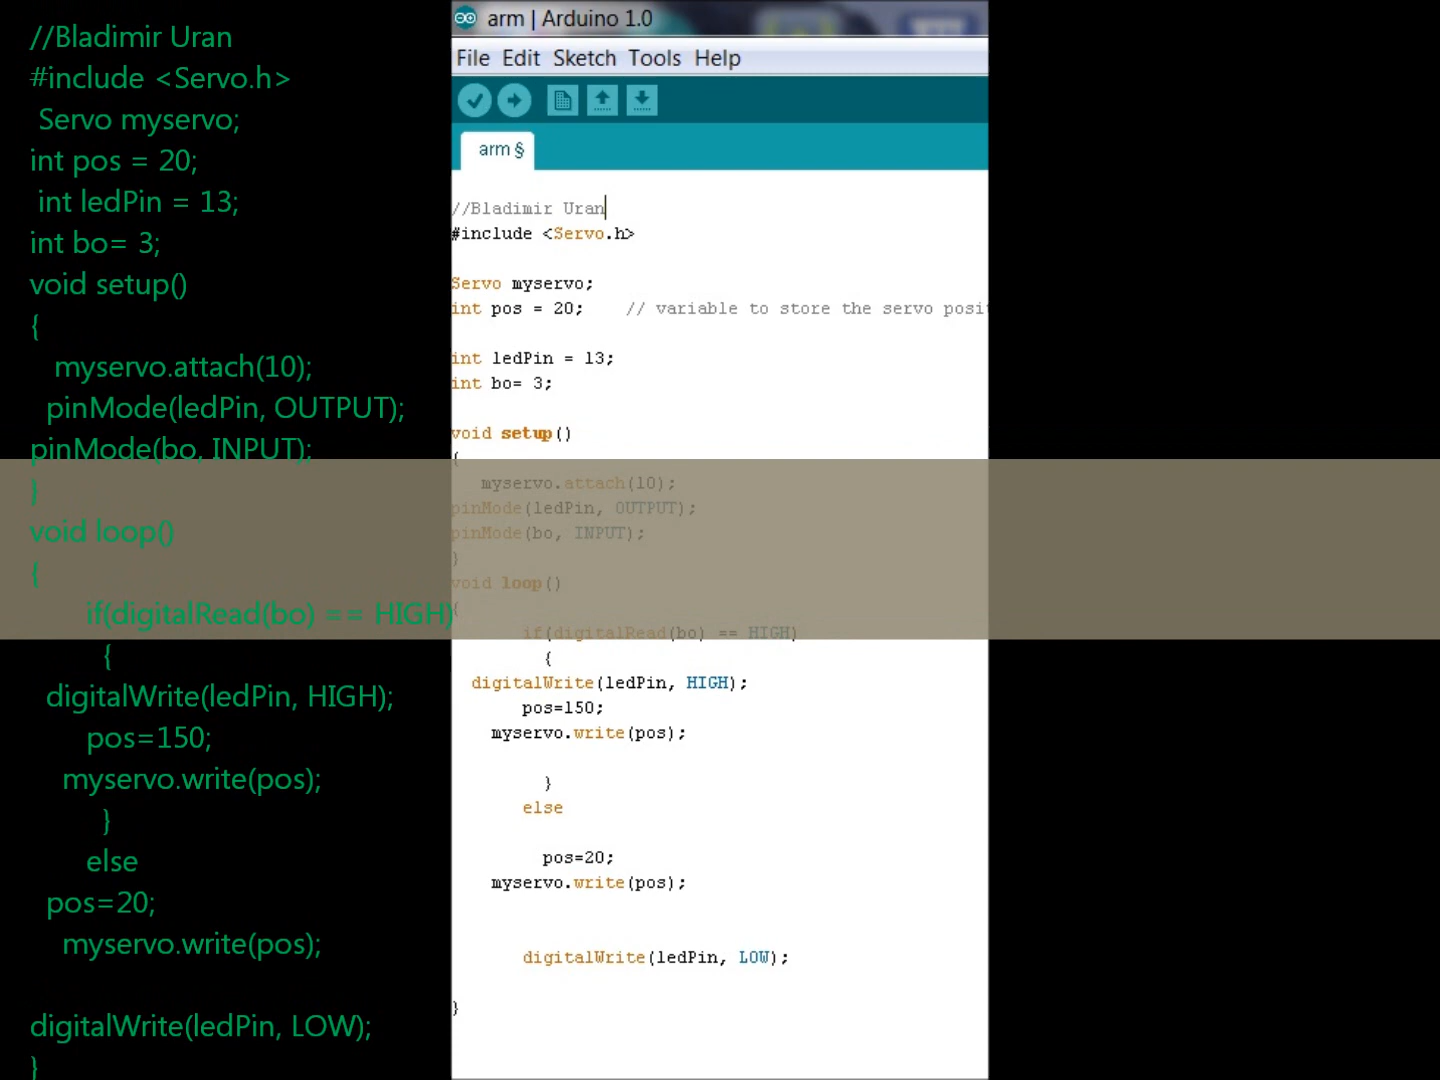 //Bladimir Uran
#include <Servo.h>
Servo myservo;
int pos = 20;
int ledPin = 13;
int bo= 3;
void setup()
{
myservo.attach(10);
pinMode(ledPin, OUTPUT);
pinMode(bo, INPUT);
}
void loop()
{
if(digitalRead(bo) == HIGH)
{
digitalWrite(ledPin, HIGH);
pos=150;
myservo.write(pos);
}
else
pos=20;
myservo.write(pos);
digitalWrite(ledPin, LOW);
}
arm | Arduino 1.0
File Edit Sketch Tools Help
arm §
//Bladimir Uran
#include <Servo.h>
Servo myservo;
int pos = 20; // variable to store the servo posi
int ledPin = 13;
int bo= 3;
void setup()
{
myservo.attach(10);
pinMode(ledPin, OUTPUT);
pinMode(bo, INPUT);
}
void loop()
{
if(digitalRead(bo) == HIGH)
{
digitalWrite(ledPin, HIGH);
pos=150;
myservo.write(pos);
}
else
pos=20;
myservo.write(pos);
digitalWrite(ledPin, LOW);
}